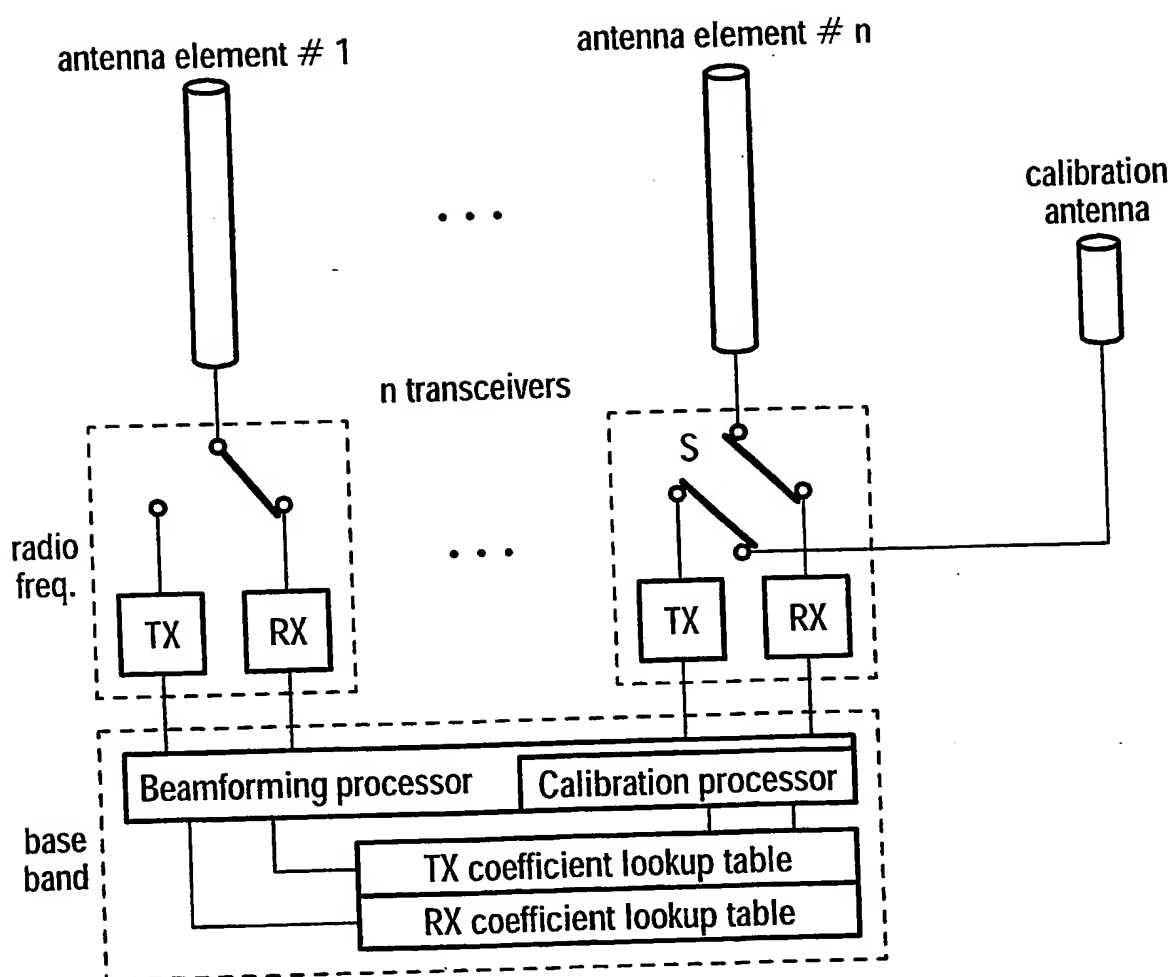 antenna element # 1
antenna element # n
calibration
antenna
n transceivers
S
radio
freq.
TX
RX
TX
RX
Beamforming processor
Calibration processor
base
band
TX coefficient lookup table
RX coefficient lookup table